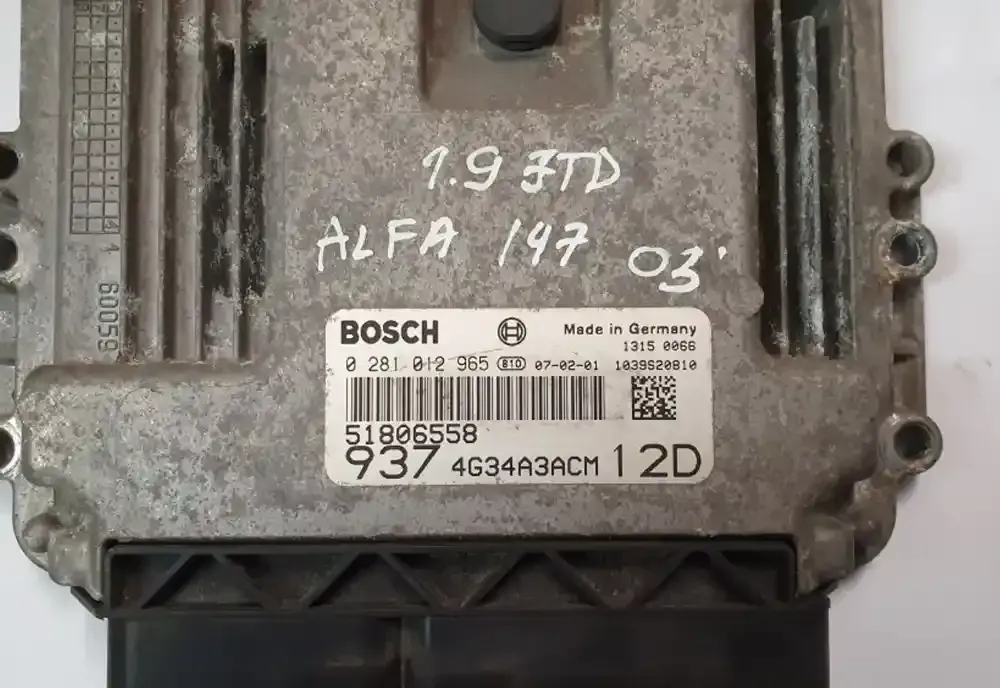 1.9 JTD
ALFA 147 03'
60059
BOSCH Made in Germany
1315 0066
0 281 012 965 B10 07-02-01 1039S20810
51806558
937 4G34A3ACM 12D